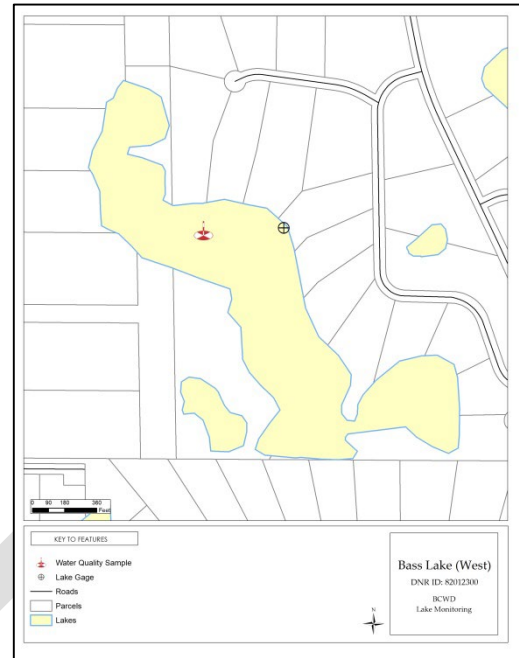 0 90 180 360
Feet
KEY TO FEATURES
Water Quality Sample
Lake Gage
Roads
Parcels
Lakes
N
Bass Lake (West)
DNR ID: 82012300
BCWD
Lake Monitoring